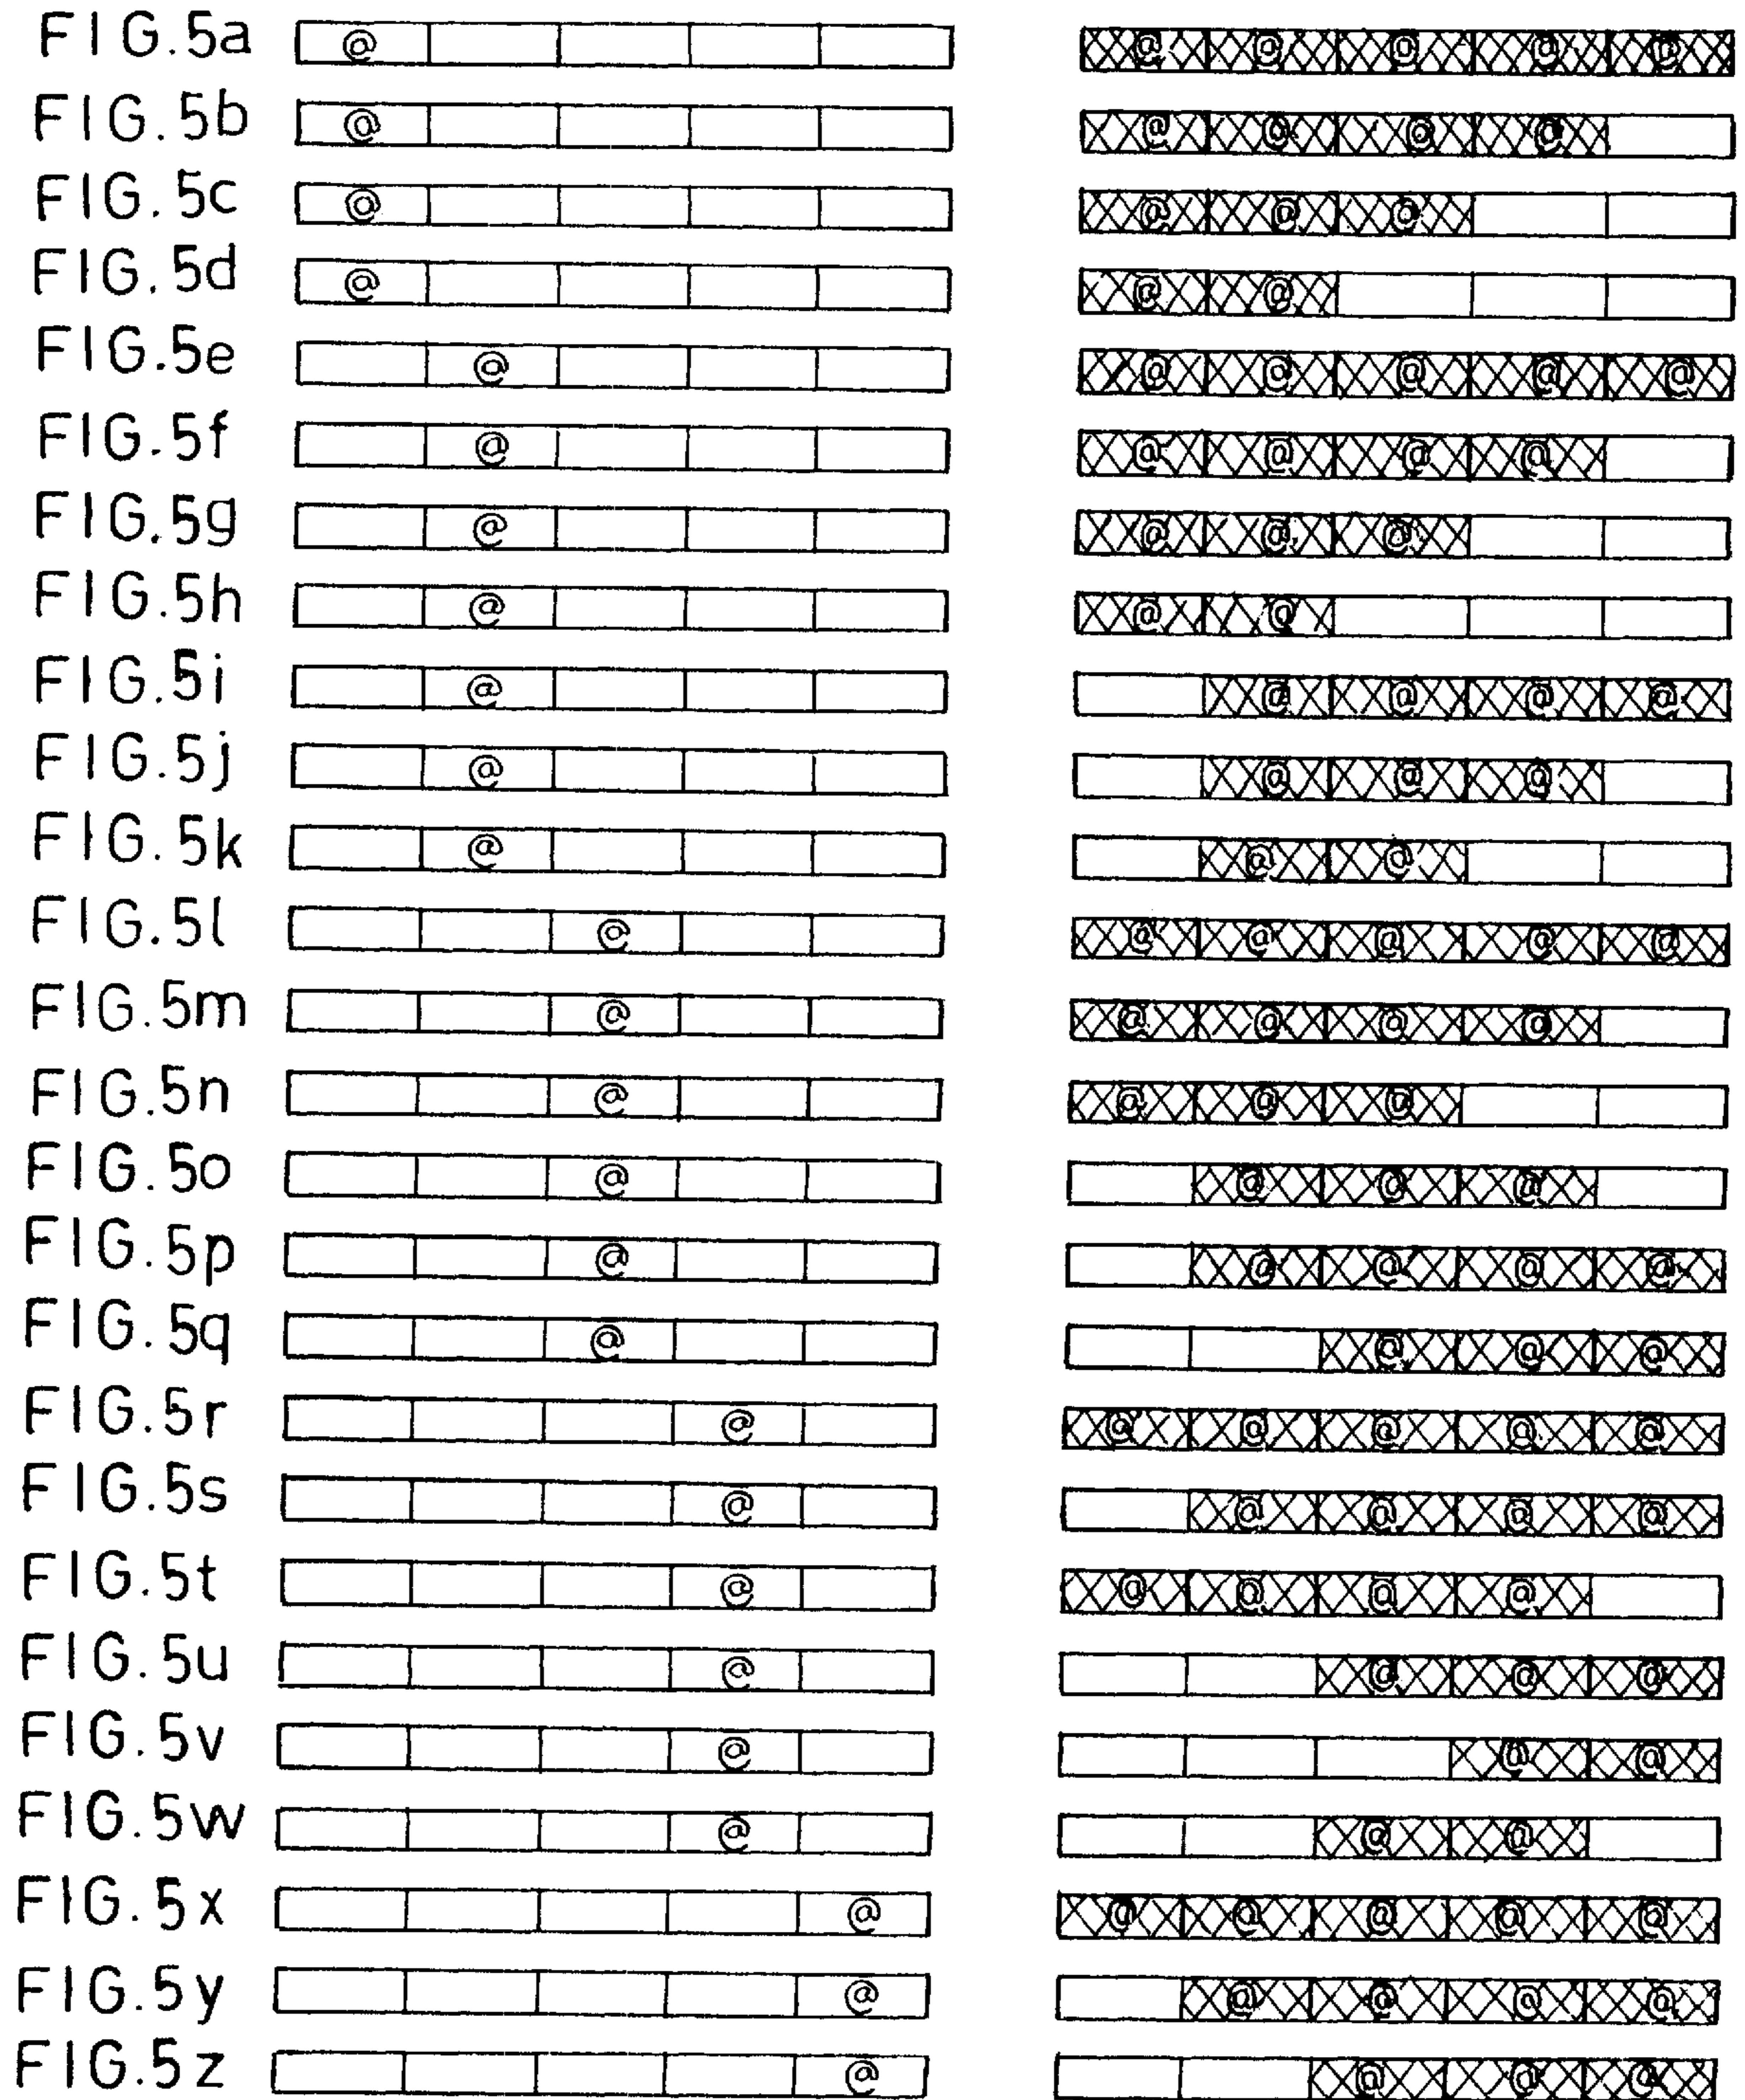 FIG.5a @ @ @ @ @ @
FIG.5b @ @ @ @ @
FIG.5c @ @ @ @
FIG.5d @ @ @
FIG.5e @ @ @ @ @ @
FIG.5f @ @ @ @ @
FIG.5g @ @ @ @
FIG.5h @ @ @
FIG.5i @ @ @ @ @
FIG.5j @ @ @ @
FIG.5k @ @ @
FIG.5l @ @ @ @ @ @
FIG.5m @ @ @ @ @
FIG.5n @ @ @ @
FIG.5o @ @ @ @
FIG.5p @ @ @ @ @
FIG.5q @ @ @ @
FIG.5r @ @ @ @ @ @
FIG.5s @ @ @ @ @
FIG.5t @ @ @ @ @
FIG.5u @ @ @ @
FIG.5v @ @ @
FIG.5w @ @ @
FIG.5x @ @ @ @ @ @
FIG.5y @ @ @ @ @
FIG.5z @ @ @ @